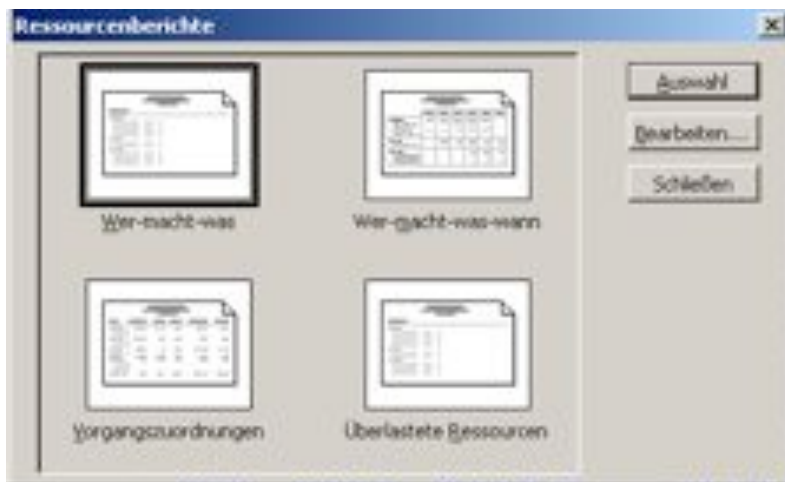 Ressourcenberichte
Auswahl
Bearbeiten...
Schließen
Wer-macht-was
Wer-macht-was-wann
Vorgangszuordnungen
Überlastete Ressourcen